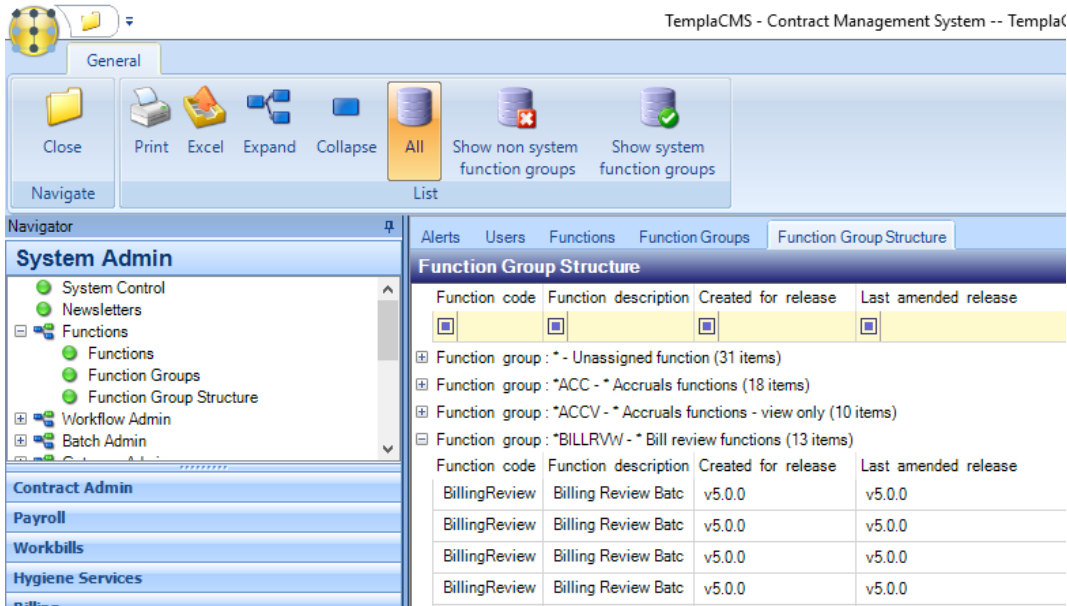 TemplaCMS - Contract Management System -- Templa
General
Close
Print
Excel
Expand
Collapse
All
Show non system
function groups
Show system
function groups
Navigate
List
Navigator
System Admin
System Control
Newsletters
Functions
Functions
Function Groups
Function Group Structure
Workflow Admin
Batch Admin
Contract Admin
Payroll
Workbills
Hygiene Services
Alerts
Users
Functions
Function Groups
Function Group Structure
Function Group Structure
Function code Function description Created for release Last amended release
Function group : * - Unassigned function (31 items)
Function group : *ACC - * Accruals functions (18 items)
Function group : *ACCV - * Accruals functions - view only (10 items)
Function group : *BILLRVW - * Bill review functions (13 items)
Function code Function description Created for release Last amended release
BillingReview Billing Review Batc v5.0.0 v5.0.0
BillingReview Billing Review Batc v5.0.0 v5.0.0
BillingReview Billing Review Batc v5.0.0 v5.0.0
BillingReview Billing Review Batc v5.0.0 v5.0.0